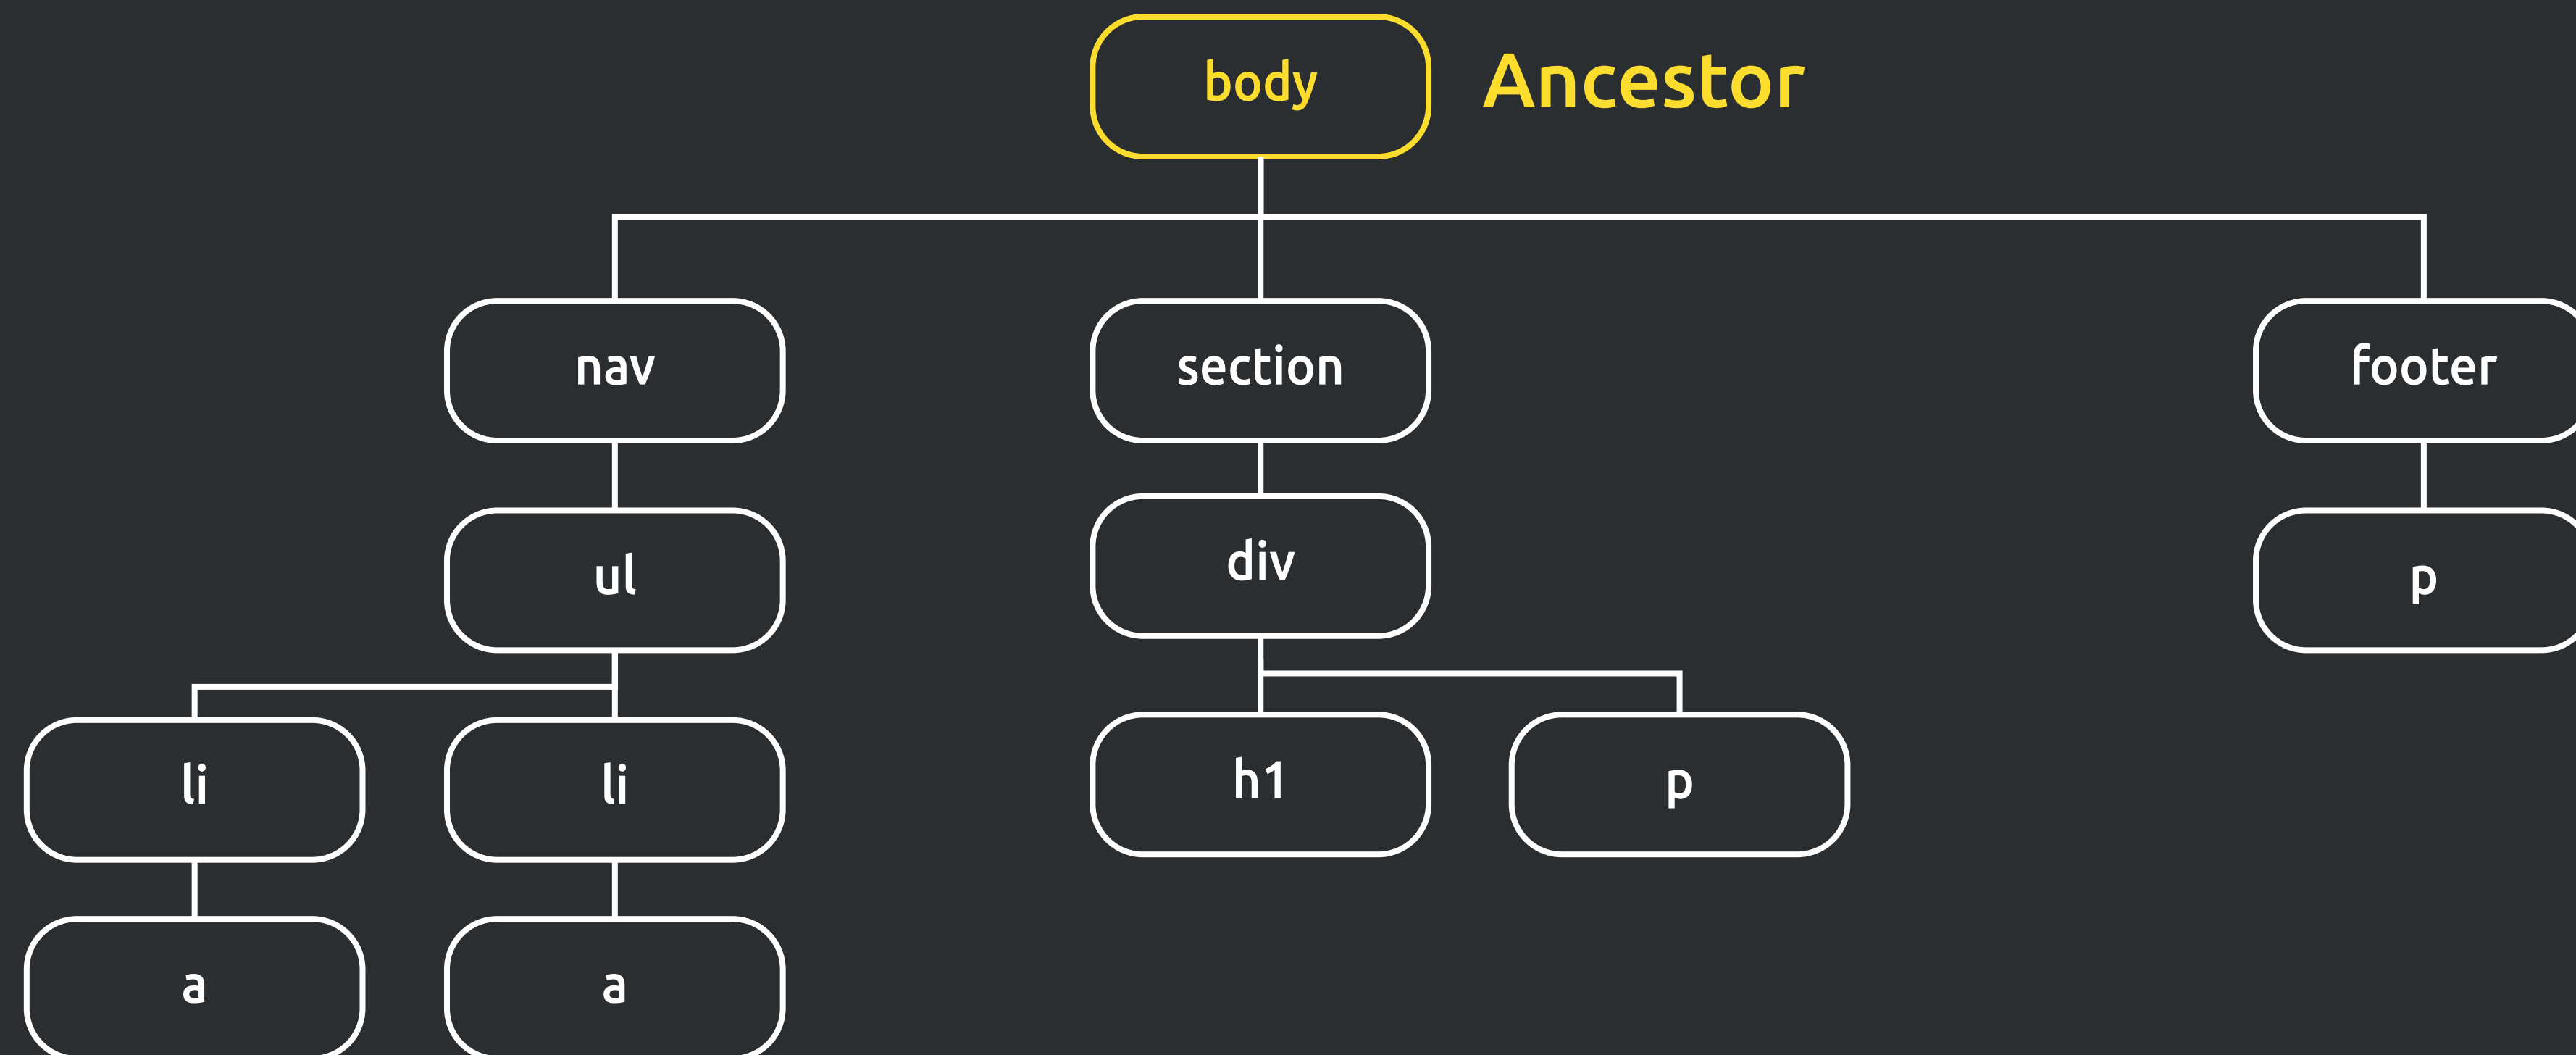 body
Ancestor
nav
section
footer
ul
div
p
li
li
h1
p
a
a